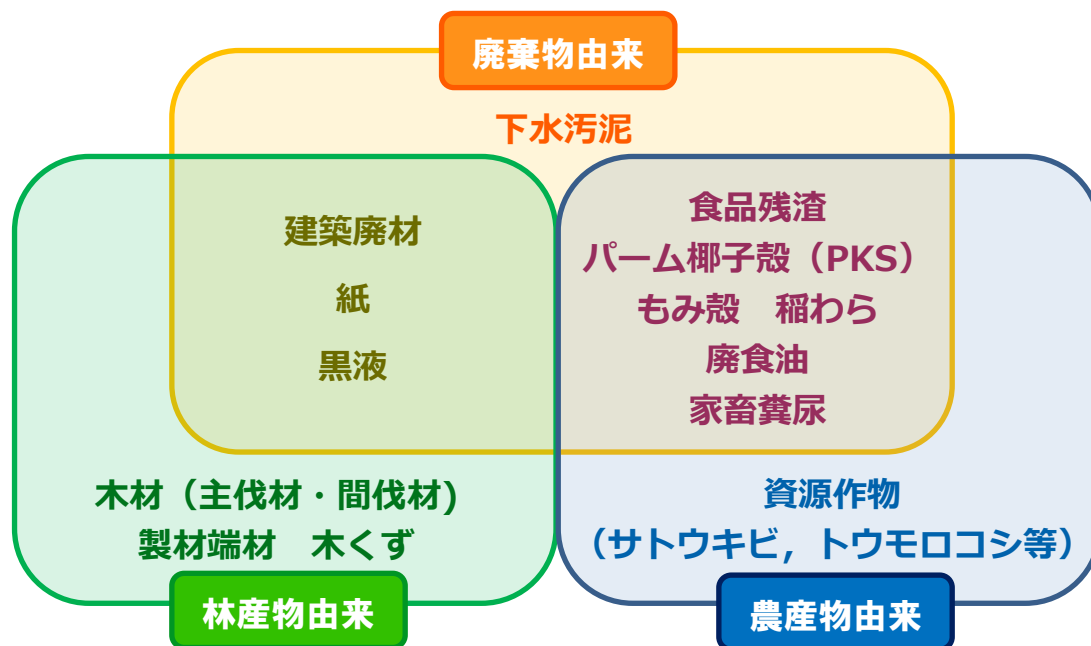 廃棄物由来
下水汚泥
建築廃材
紙
黒液
食品残渣
パーム椰子殻（PKS）
もみ殻　稲わら
廃食油
家畜糞尿
木材（主伐材・間伐材)
製材端材　木くず
資源作物
（サトウキビ，トウモロコシ等）
林産物由来
農産物由来